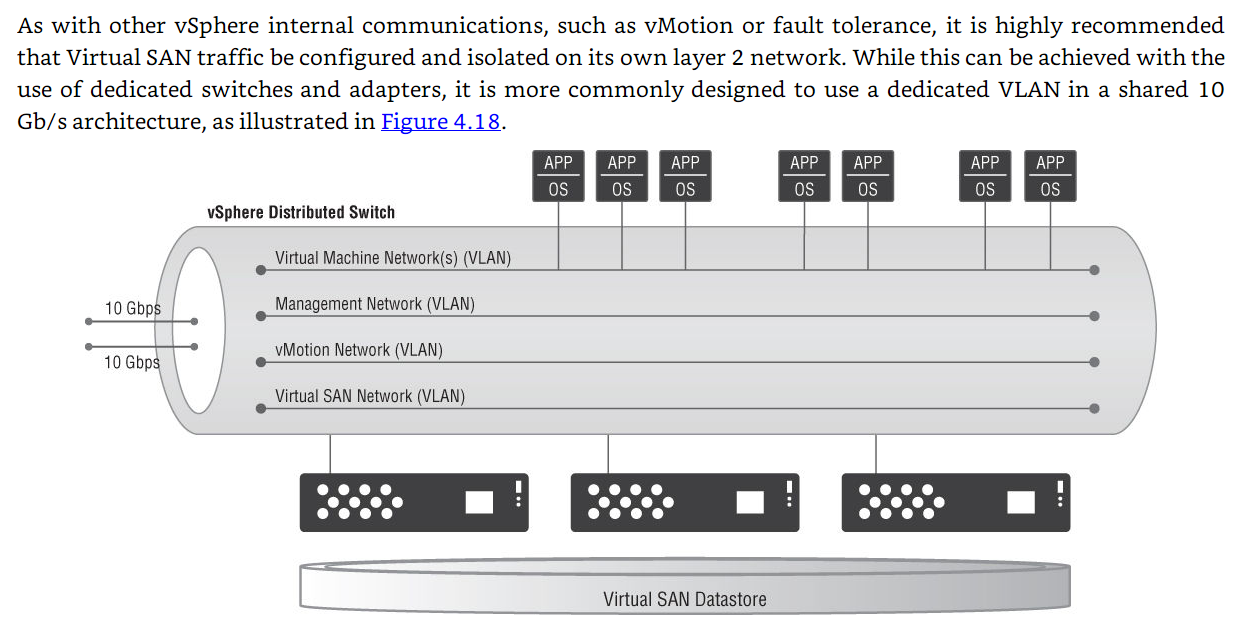 As with other vSphere internal communications, such as vMotion or fault tolerance, it is highly recommended
that Virtual SAN traffic be configured and isolated on its own layer 2 network. While this can be achieved with the
use of dedicated switches and adapters, it is more commonly designed to use a dedicated VLAN in a shared 10
Gb/s architecture, as illustrated in Figure 4.18.
APP APP APP APP APP APP APP
OS OS OS OS OS OS OS
vSphere Distributed Switch
Virtual Machine Network(s) (VLAN)
Management Network (VLAN)
10 Gbps
vMotion Network (VLAN)
10 Gbps
Virtual SAN Network (VLAN)
Virtual SAN Datastore